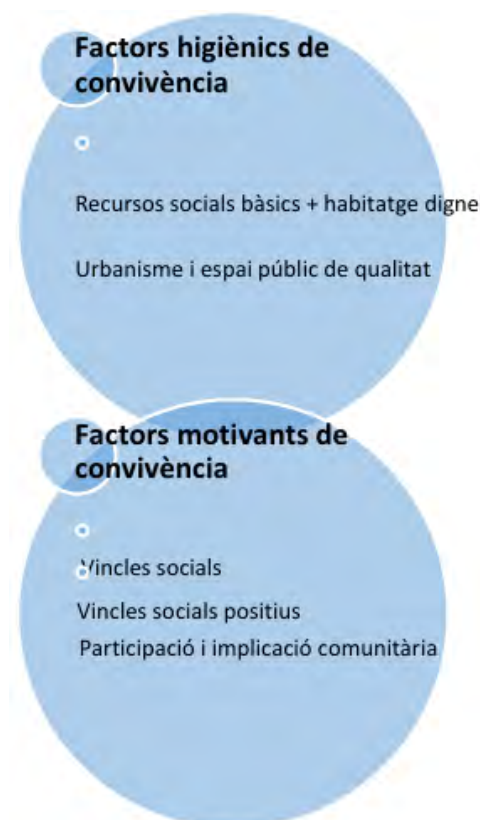 Factors higiènics de
convivència
Recursos socials bàsics + habitatge digne
Urbanisme i espai públic de qualitat
Factors motivants de
convivència
Vincles socials
Vincles socials positius
Participació i implicació comunitària